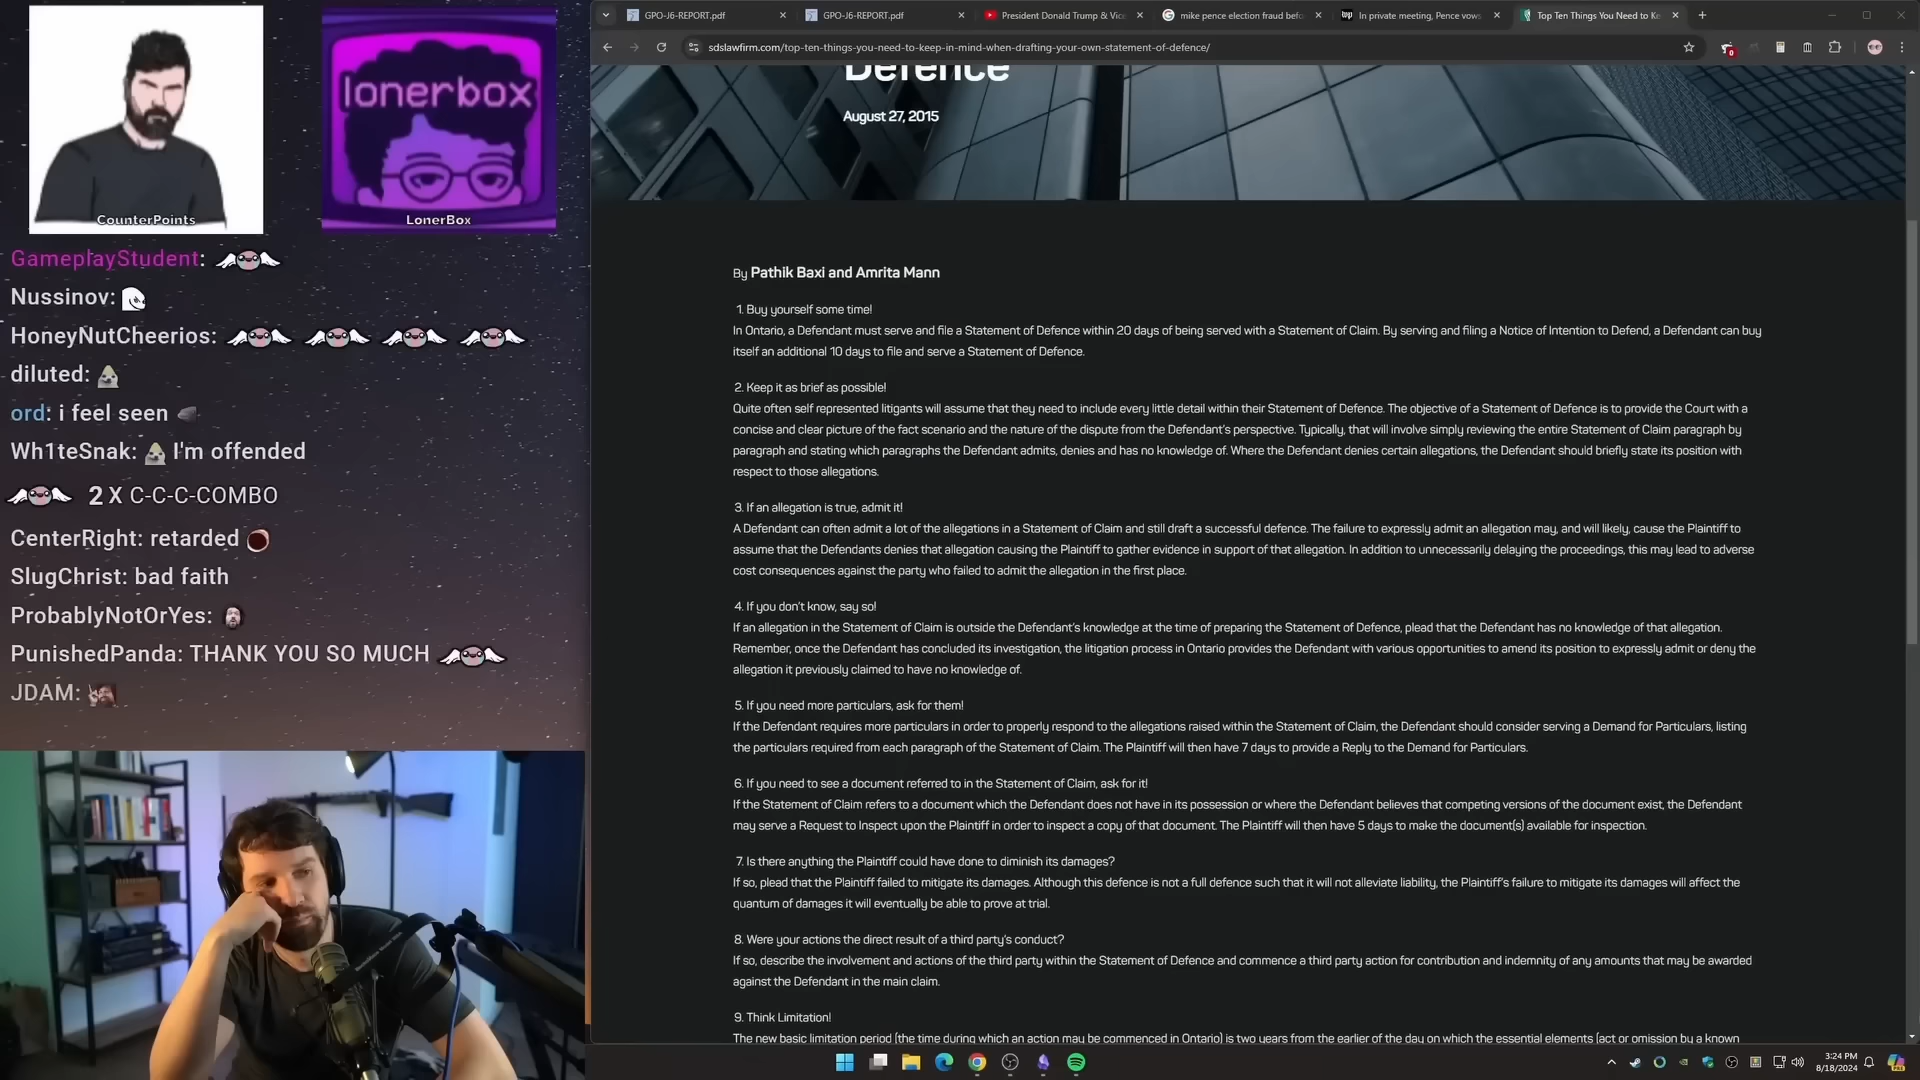 GPO-J6-REPORT.pdf
GPO-J6-REPORT.pdf
President Donald Trump & Vice
mike pence election fraud befo
In private meeting, Pence vows
Top Ten Things You Need to Ke
sdslawfirm.com/top-ten-things-you-need-to-keep-in-mind-when-drafting-your-own-statement-of-defence/
CounterPoints
lonerbox
LonerBox
GameplayStudent:
Nussinov:
HoneyNutCheerios:
diluted:
ord: i feel seen
Wh1teSnak: I'm offended
2 X C-C-C-COMBO
CenterRight: retarded
SlugChrist: bad faith
ProbablyNotOrYes:
PunishedPanda: THANK YOU SO MUCH
JDAM:
Defence
August 27, 2015
By Pathik Baxi and Amrita Mann
1. Buy yourself some time!
In Ontario, a Defendant must serve and file a Statement of Defence within 20 days of being served with a Statement of Claim. By serving and filing a Notice of Intention to Defend, a Defendant can buy
itself an additional 10 days to file and serve a Statement of Defence.
2. Keep it as brief as possible!
Quite often self represented litigants will assume that they need to include every little detail within their Statement of Defence. The objective of a Statement of Defence is to provide the Court with a
concise and clear picture of the fact scenario and the nature of the dispute from the Defendant's perspective. Typically, that will involve simply reviewing the entire Statement of Claim paragraph by
paragraph and stating which paragraphs the Defendant admits, denies and has no knowledge of. Where the Defendant denies certain allegations, the Defendant should briefly state its position with
respect to those allegations.
3. If an allegation is true, admit it!
A Defendant can often admit a lot of the allegations in a Statement of Claim and still draft a successful defence. The failure to expressly admit an allegation may, and will likely, cause the Plaintiff to
assume that the Defendants denies that allegation causing the Plaintiff to gather evidence in support of that allegation. In addition to unnecessarily delaying the proceedings, this may lead to adverse
cost consequences against the party who failed to admit the allegation in the first place.
4. If you don't know, say so!
If an allegation in the Statement of Claim is outside the Defendant's knowledge at the time of preparing the Statement of Defence, plead that the Defendant has no knowledge of that allegation.
Remember, once the Defendant has concluded its investigation, the litigation process in Ontario provides the Defendant with various opportunities to amend its position to expressly admit or deny the
allegation it previously claimed to have no knowledge of.
5. If you need more particulars, ask for them!
If the Defendant requires more particulars in order to properly respond to the allegations raised within the Statement of Claim, the Defendant should consider serving a Demand for Particulars, listing
the particulars required from each paragraph of the Statement of Claim. The Plaintiff will then have 7 days to provide a Reply to the Demand for Particulars.
6. If you need to see a document referred to in the Statement of Claim, ask for it!
If the Statement of Claim refers to a document which the Defendant does not have in its possession or where the Defendant believes that competing versions of the document exist, the Defendant
may serve a Request to Inspect upon the Plaintiff in order to inspect a copy of that document. The Plaintiff will then have 5 days to make the document(s) available for inspection.
7. Is there anything the Plaintiff could have done to diminish its damages?
If so, plead that the Plaintiff failed to mitigate its damages. Although this defence is not a full defence such that it will not alleviate liability, the Plaintiff's failure to mitigate its damages will affect the
quantum of damages it will eventually be able to prove at trial.
8. Were your actions the direct result of a third party's conduct?
If so, describe the involvement and actions of the third party within the Statement of Defence and commence a third party action for contribution and indemnity of any amounts that may be awarded
against the Defendant in the main claim.
9. Think Limitation!
The new basic limitation period (the time during which an action may be commenced in Ontario) is two years from the earlier of the day on which the essential elements (act or omission by a known
3:24 PM
8/18/2024